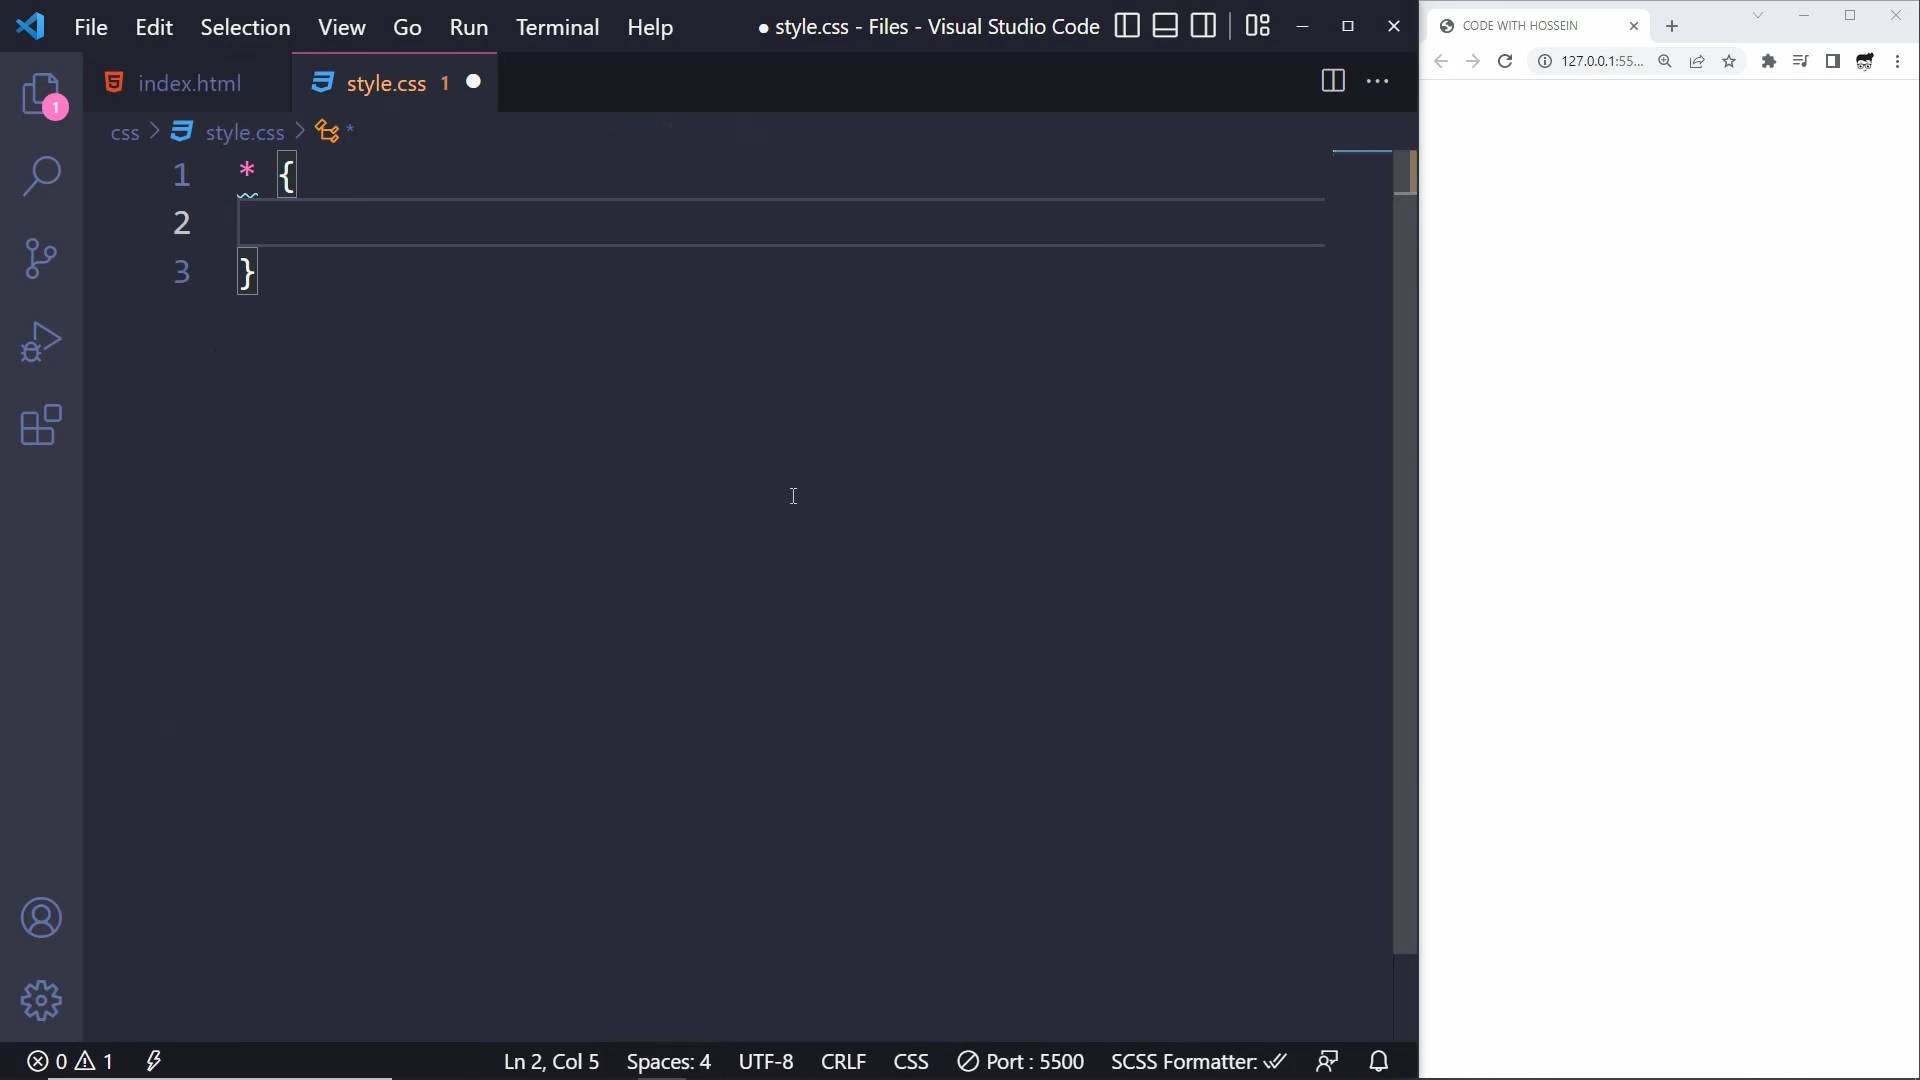 File Edit Selection View Go Run Terminal Help
● style.css - Files - Visual Studio Code
index.html
style.css 1
css > style.css > *
1 * {
2
3 }
0 1
Ln 2, Col 5 Spaces: 4 UTF-8 CRLF CSS Port : 5500 SCSS Formatter:
1
CODE WITH HOSSEIN
127.0.0.1:55...